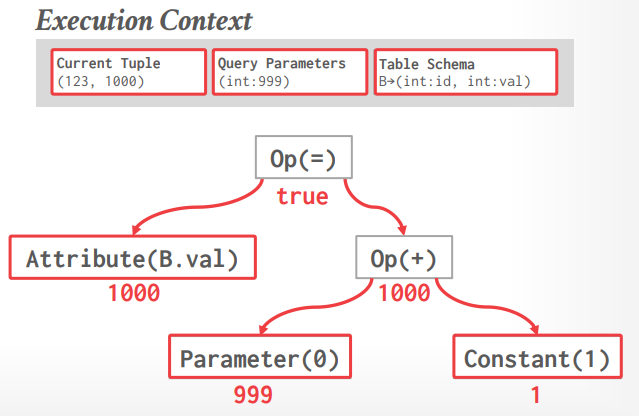 Execution Context
Current Tuple
(123, 1000)
Query Parameters
(int:999)
Table Schema
B→(int:id, int:val)
Op(=)
true
Attribute(B.val)
1000
Op(+)
1000
Parameter(0)
999
Constant(1)
1